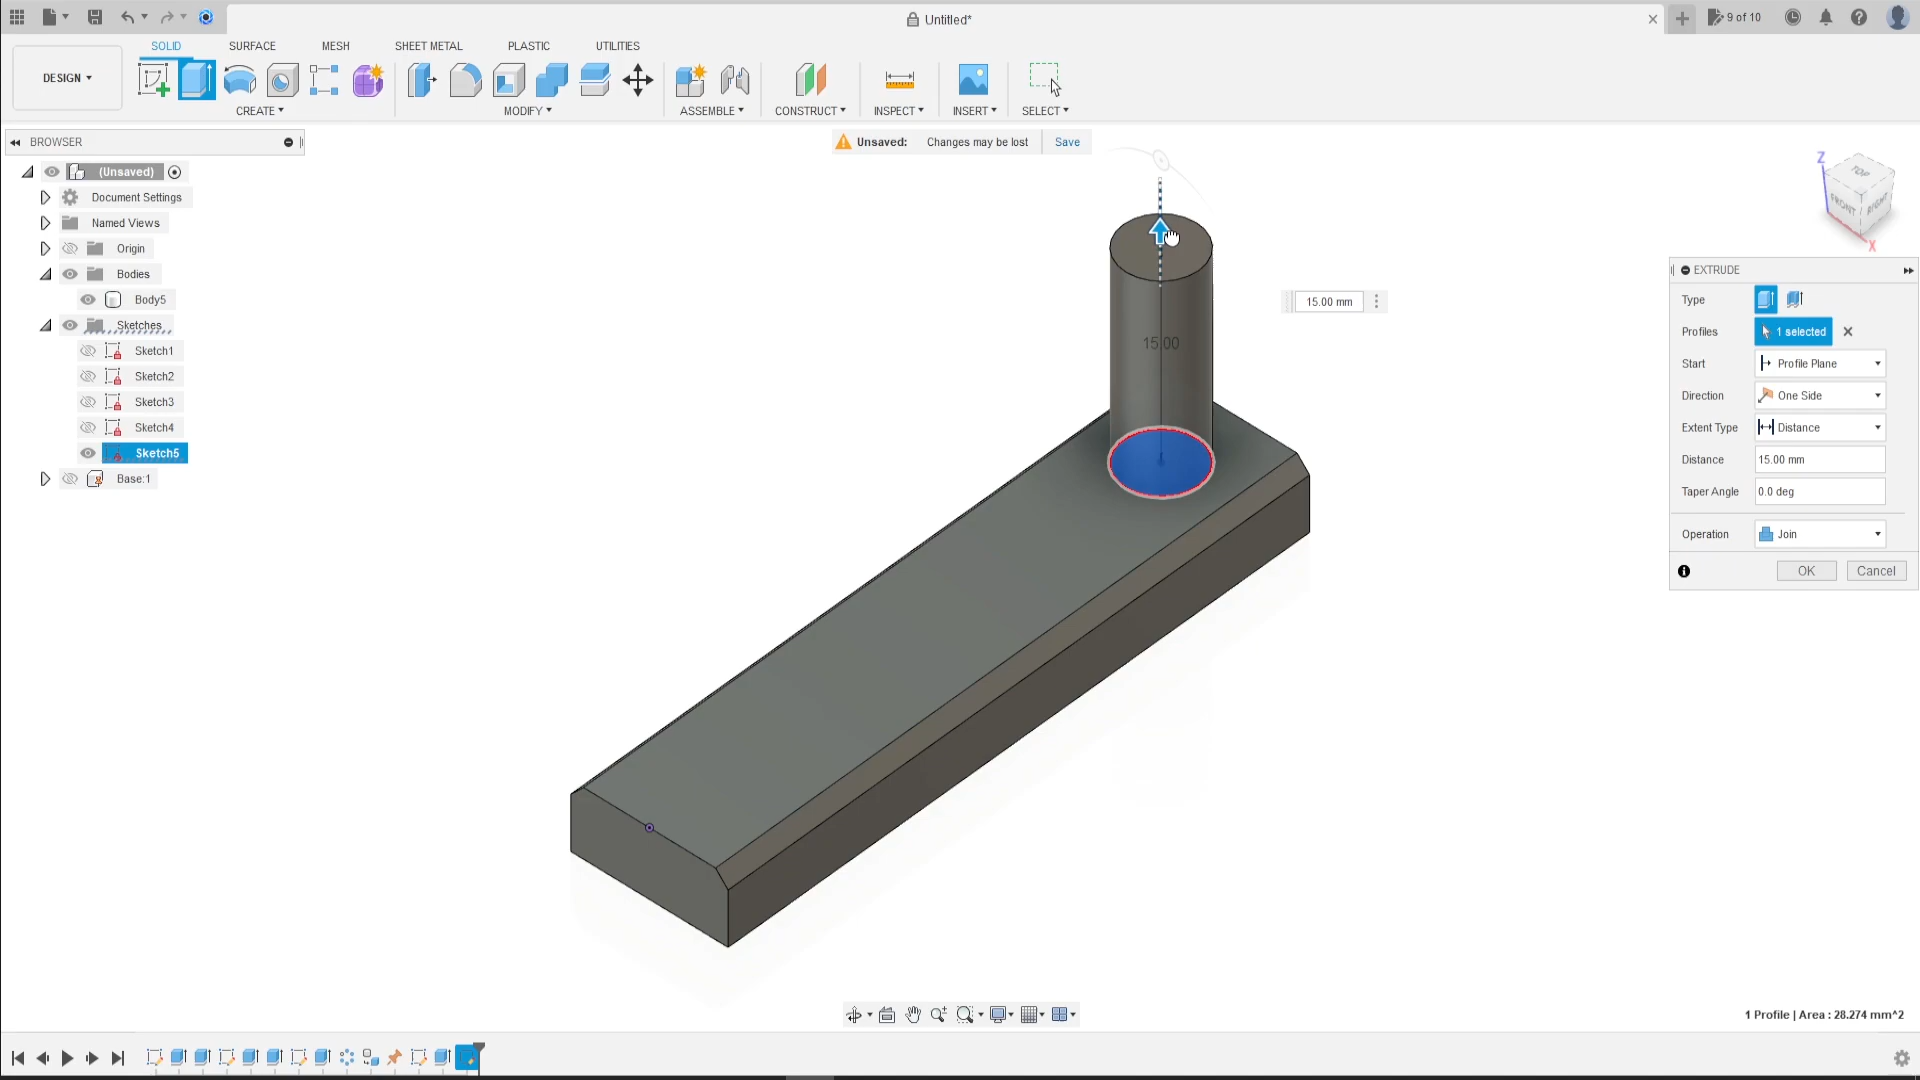 Untitled*
9 of 10
DESIGN
SOLID SURFACE MESH SHEET METAL PLASTIC UTILITIES
CREATE MODIFY ASSEMBLE CONSTRUCT INSPECT INSERT SELECT
BROWSER
Unsaved: Changes may be lost Save
(Unsaved)
Document Settings
Named Views
Origin
Bodies
Body5
Sketches
Sketch1
Sketch2
Sketch3
Sketch4
Sketch5
Base:1
15.00
15.00 mm
Z
TOP
FRONT RIGHT
X
EXTRUDE
Type
Profiles 1 selected
Start Profile Plane
Direction One Side
Extent Type Distance
Distance 15.00 mm
Taper Angle 0.0 deg
Operation Join
OK Cancel
1 Profile | Area : 28.274 mm^2